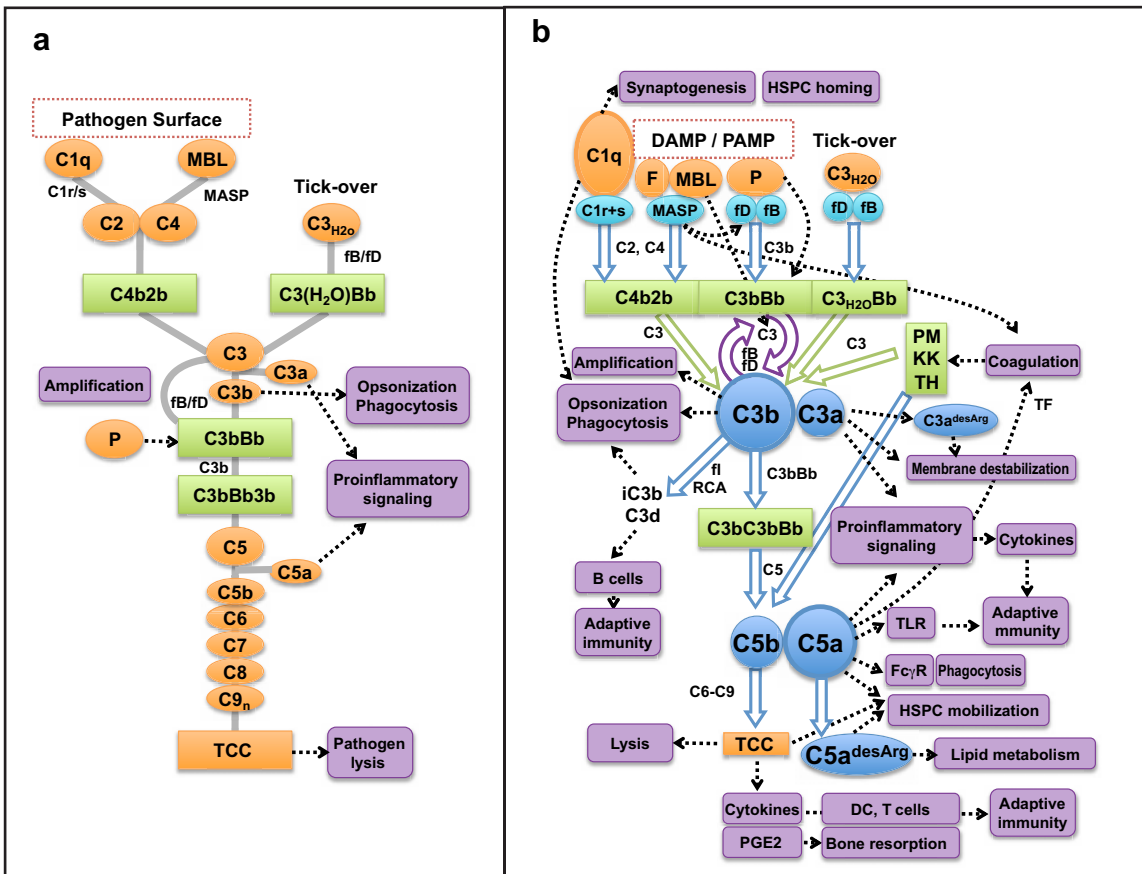 a
Pathogen Surface
C1q
MBL
C1r/s
MASP
C2
C4
Tick-over
C3H2o
fB/fD
C4b2b
C3(H2O)Bb
C3
C3a
C3b
Amplification
Opsonization
Phagocytosis
fB/fD
P
C3bBb
C3b
C3bBb3b
Proinflammatory
signaling
C5
C5a
C5b
C6
C7
C8
C9n
TCC
Pathogen
lysis
b
Synaptogenesis
HSPC homing
C1q
DAMP / PAMP
Tick-over
F
MBL
P
C3H2O
C1r+s
MASP
fD
fB
fD
fB
C2, C4
C3b
C4b2b
C3bBb
C3H2OBb
C3
C3
C3
fB
fD
PM
KK
TH
Coagulation
TF
Amplification
Opsonization
Phagocytosis
C3b
C3a
C3adesArg
Membrane destabilization
fI
RCA
C3bBb
iC3b
C3d
C3bC3bBb
Proinflammatory
signaling
Cytokines
C5
B cells
Adaptive
immunity
C5b
C5a
TLR
Adaptive
mmunity
FcγR
Phagocytosis
C6-C9
HSPC mobilization
Lysis
TCC
C5adesArg
Lipid metabolism
Cytokines
DC, T cells
Adaptive
immunity
PGE2
Bone resorption